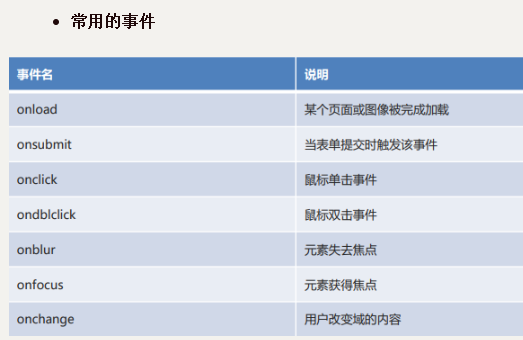 常用的事件
事件名 说明
onload 某个页面或图像被完成加载
onsubmit 当表单提交时触发该事件
onclick 鼠标单击事件
ondblclick 鼠标双击事件
onblur 元素失去焦点
onfocus 元素获得焦点
onchange 用户改变域的内容